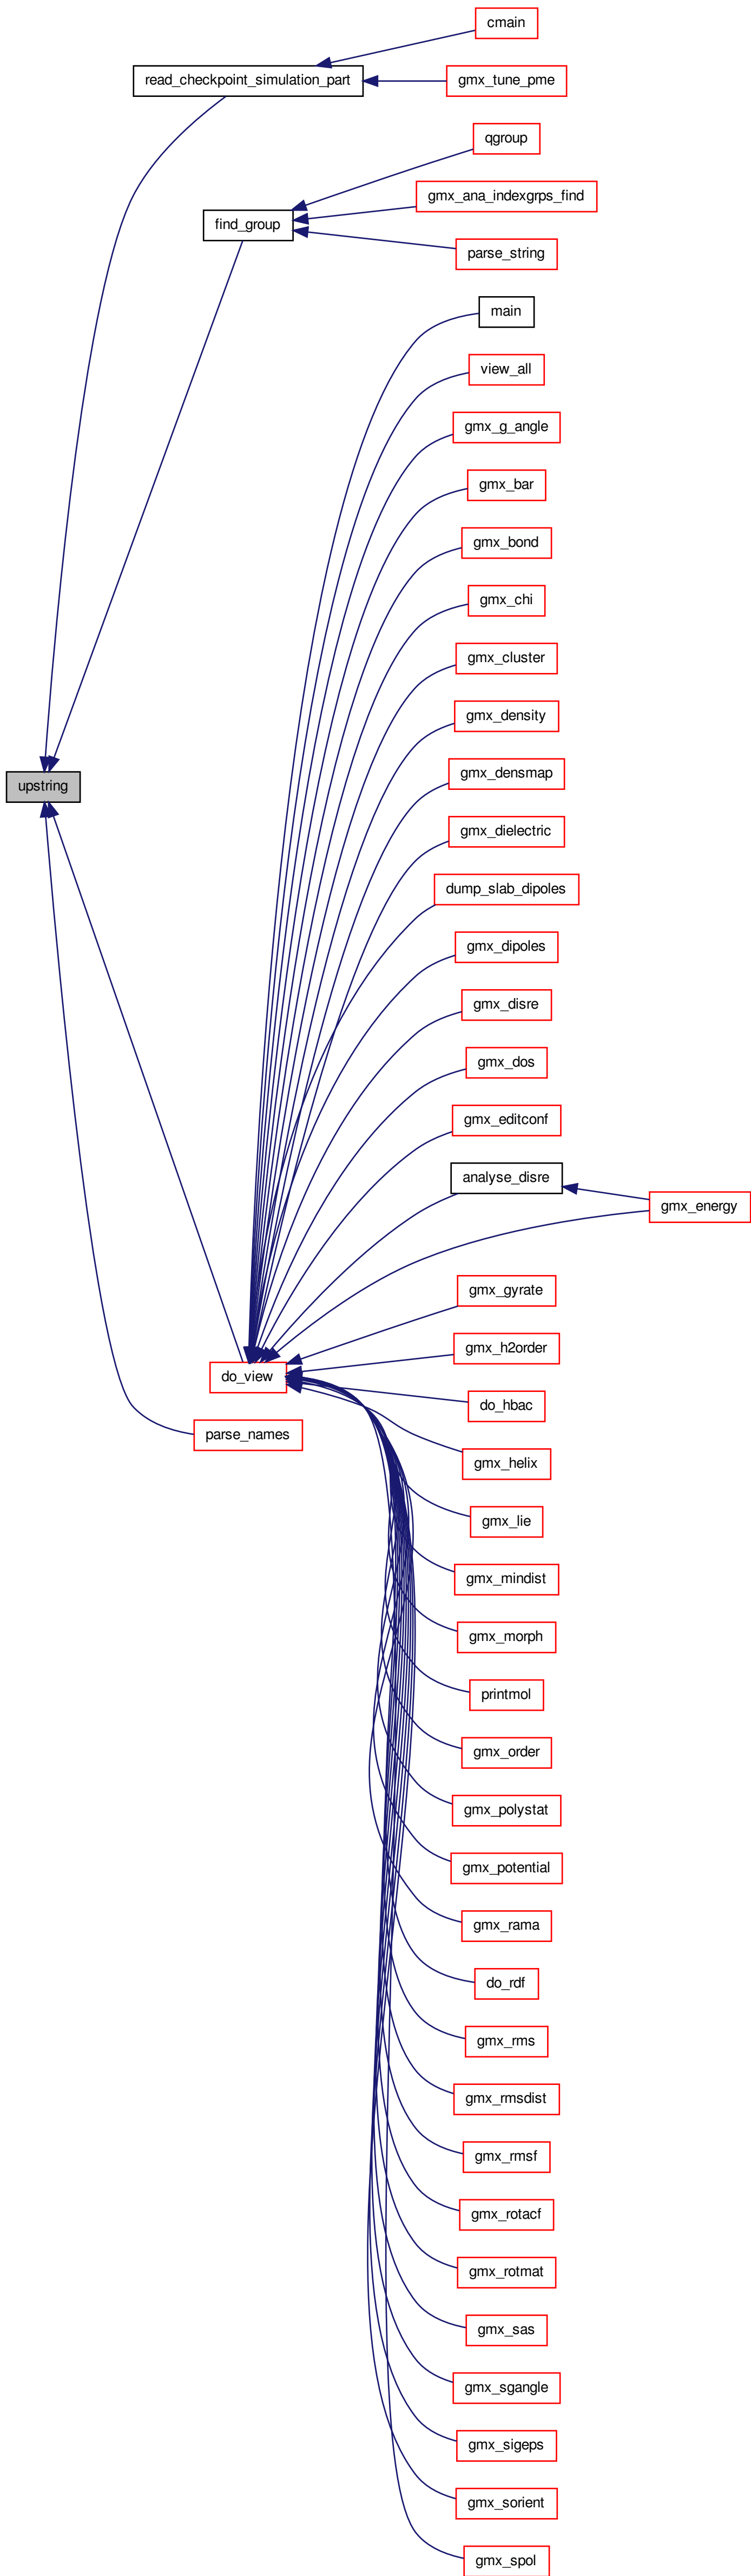 cmain
read_checkpoint_simulation_part
gmx_tune_pme
qgroup
gmx_ana_indexgrps_find
find_group
parse_string
main
view_all
gmx_g_angle
gmx_bar
gmx_bond
gmx_chi
gmx_cluster
gmx_density
gmx_densmap
upstring
gmx_dielectric
dump_slab_dipoles
gmx_dipoles
gmx_disre
gmx_dos
gmx_editconf
analyse_disre
gmx_energy
gmx_gyrate
gmx_h2order
do_view
do_hbac
parse_names
gmx_helix
gmx_lie
gmx_mindist
gmx_morph
printmol
gmx_order
gmx_polystat
gmx_potential
gmx_rama
do_rdf
gmx_rms
gmx_rmsdist
gmx_rmsf
gmx_rotacf
gmx_rotmat
gmx_sas
gmx_sgangle
gmx_sigeps
gmx_sorient
gmx_spol